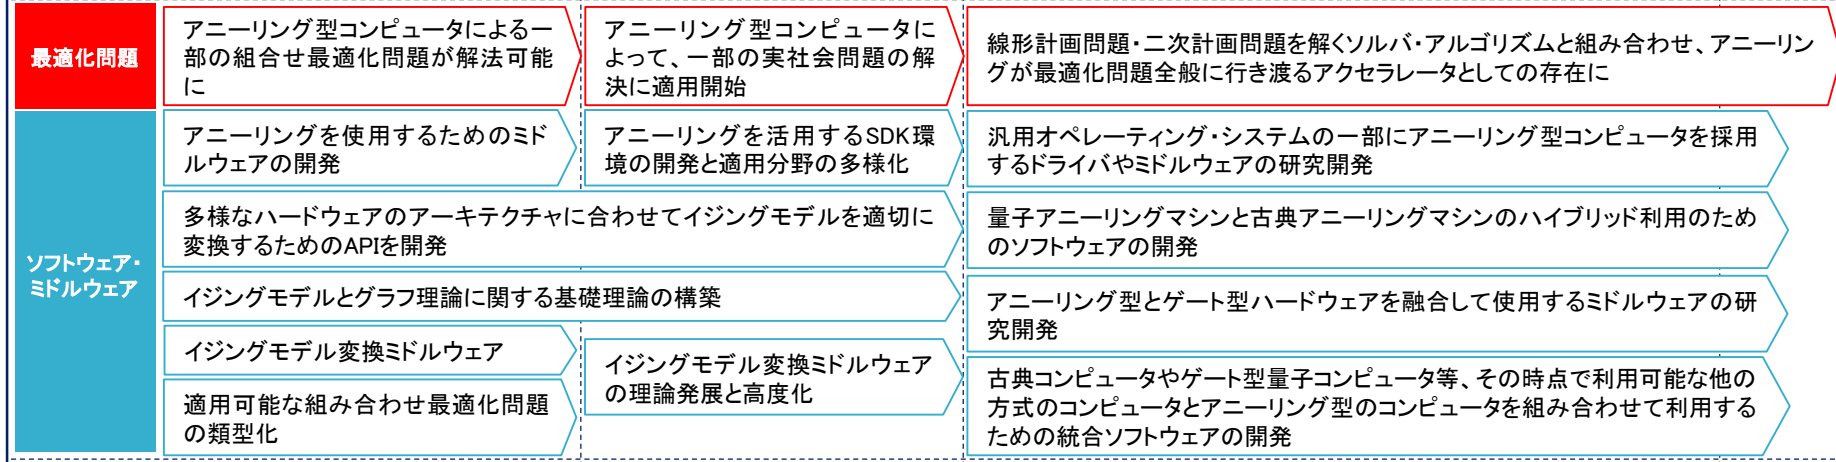 最適化問題
アニーリング型コンピュータによる一
部の組合せ最適化問題が解法可能
に
アニーリング型コンピュータに
よって、一部の実社会問題の解
決に適用開始
線形計画問題・二次計画問題を解くソルバ・アルゴリズムと組み合わせ、アニーリン
グが最適化問題全般に行き渡るアクセラレータとしての存在に
ソフトウェア・
ミドルウェア
アニーリングを使用するためのミド
ルウェアの開発
アニーリングを活用するSDK環
境の開発と適用分野の多様化
汎用オペレーティング・システムの一部にアニーリング型コンピュータを採用
するドライバやミドルウェアの研究開発
多様なハードウェアのアーキテクチャに合わせてイジングモデルを適切に
変換するためのAPIを開発
量子アニーリングマシンと古典アニーリングマシンのハイブリッド利用のため
のソフトウェアの開発
イジングモデルとグラフ理論に関する基礎理論の構築
アニーリング型とゲート型ハードウェアを融合して使用するミドルウェアの研
究開発
イジングモデル変換ミドルウェア
イジングモデル変換ミドルウェア
の理論発展と高度化
適用可能な組み合わせ最適化問題
の類型化
古典コンピュータやゲート型量子コンピュータ等、その時点で利用可能な他の
方式のコンピュータとアニーリング型のコンピュータを組み合わせて利用する
ための統合ソフトウェアの開発